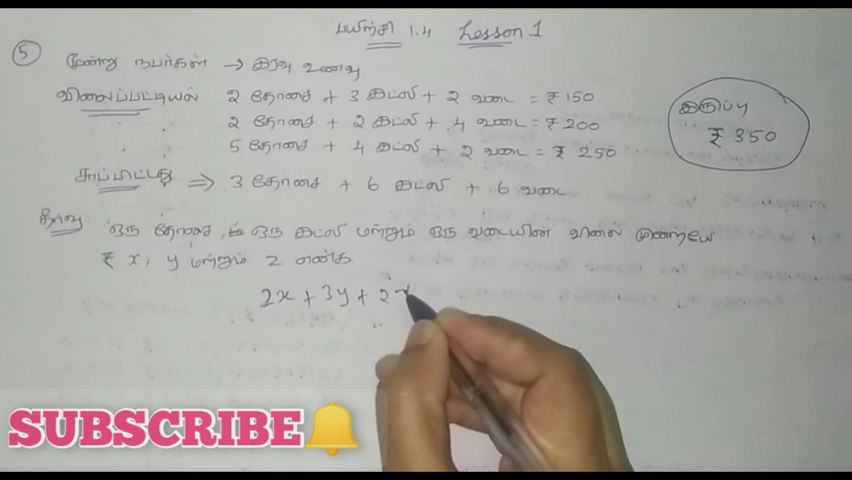 பயிற்சி 1.4 Lesson 1
5 மூன்று நபர்கள் → இரவு உணவு
விலைப்பட்டியல் 2 தோசை + 3 இட்லி + 2 வடை = ₹ 150
2 தோசை + 2 இட்லி + 4 வடை = ₹ 200
5 தோசை + 4 இட்லி + 2 வடை = ₹ 250
இருப்பு
₹ 350
சாப்பிட்டது ⇒ 3 தோசை + 6 இட்லி + 6 வடை
தீர்வு ஒரு தோசை, ஒரு இட்லி மற்றும் ஒரு வடையின் விலை முறையே
₹ x, y மற்றும் z என்க
2x + 3y + 2
SUBSCRIBE